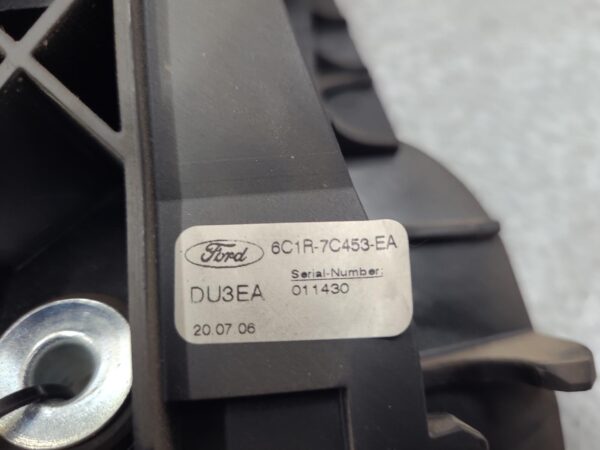 Ford 6C1R-7C453-EA
Serial-Number:
DU3EA 011430
20.07.06